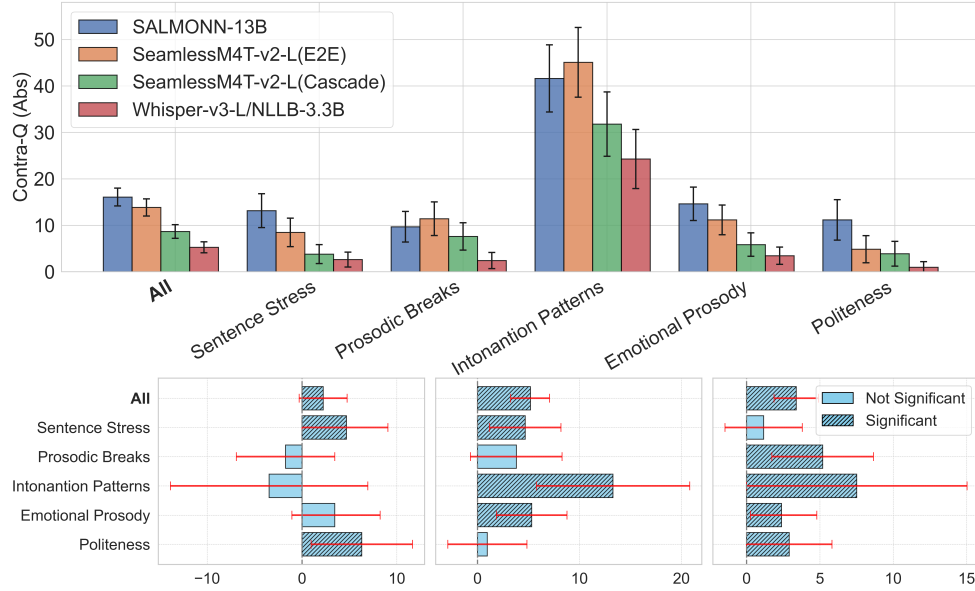 SALMONN-13B
SeamlessM4T-v2-L(E2E)
SeamlessM4T-v2-L(Cascade)
Whisper-v3-L/NLLB-3.3B
Contra-Q (Abs)
50
40
30
20
10
0
All
Sentence Stress
Prosodic Breaks
Intonantion Patterns
Emotional Prosody
Politeness
All
Sentence Stress
Prosodic Breaks
Intonantion Patterns
Emotional Prosody
Politeness
Not Significant
Significant
−10 0 10
0 10 20
0 5 10 15